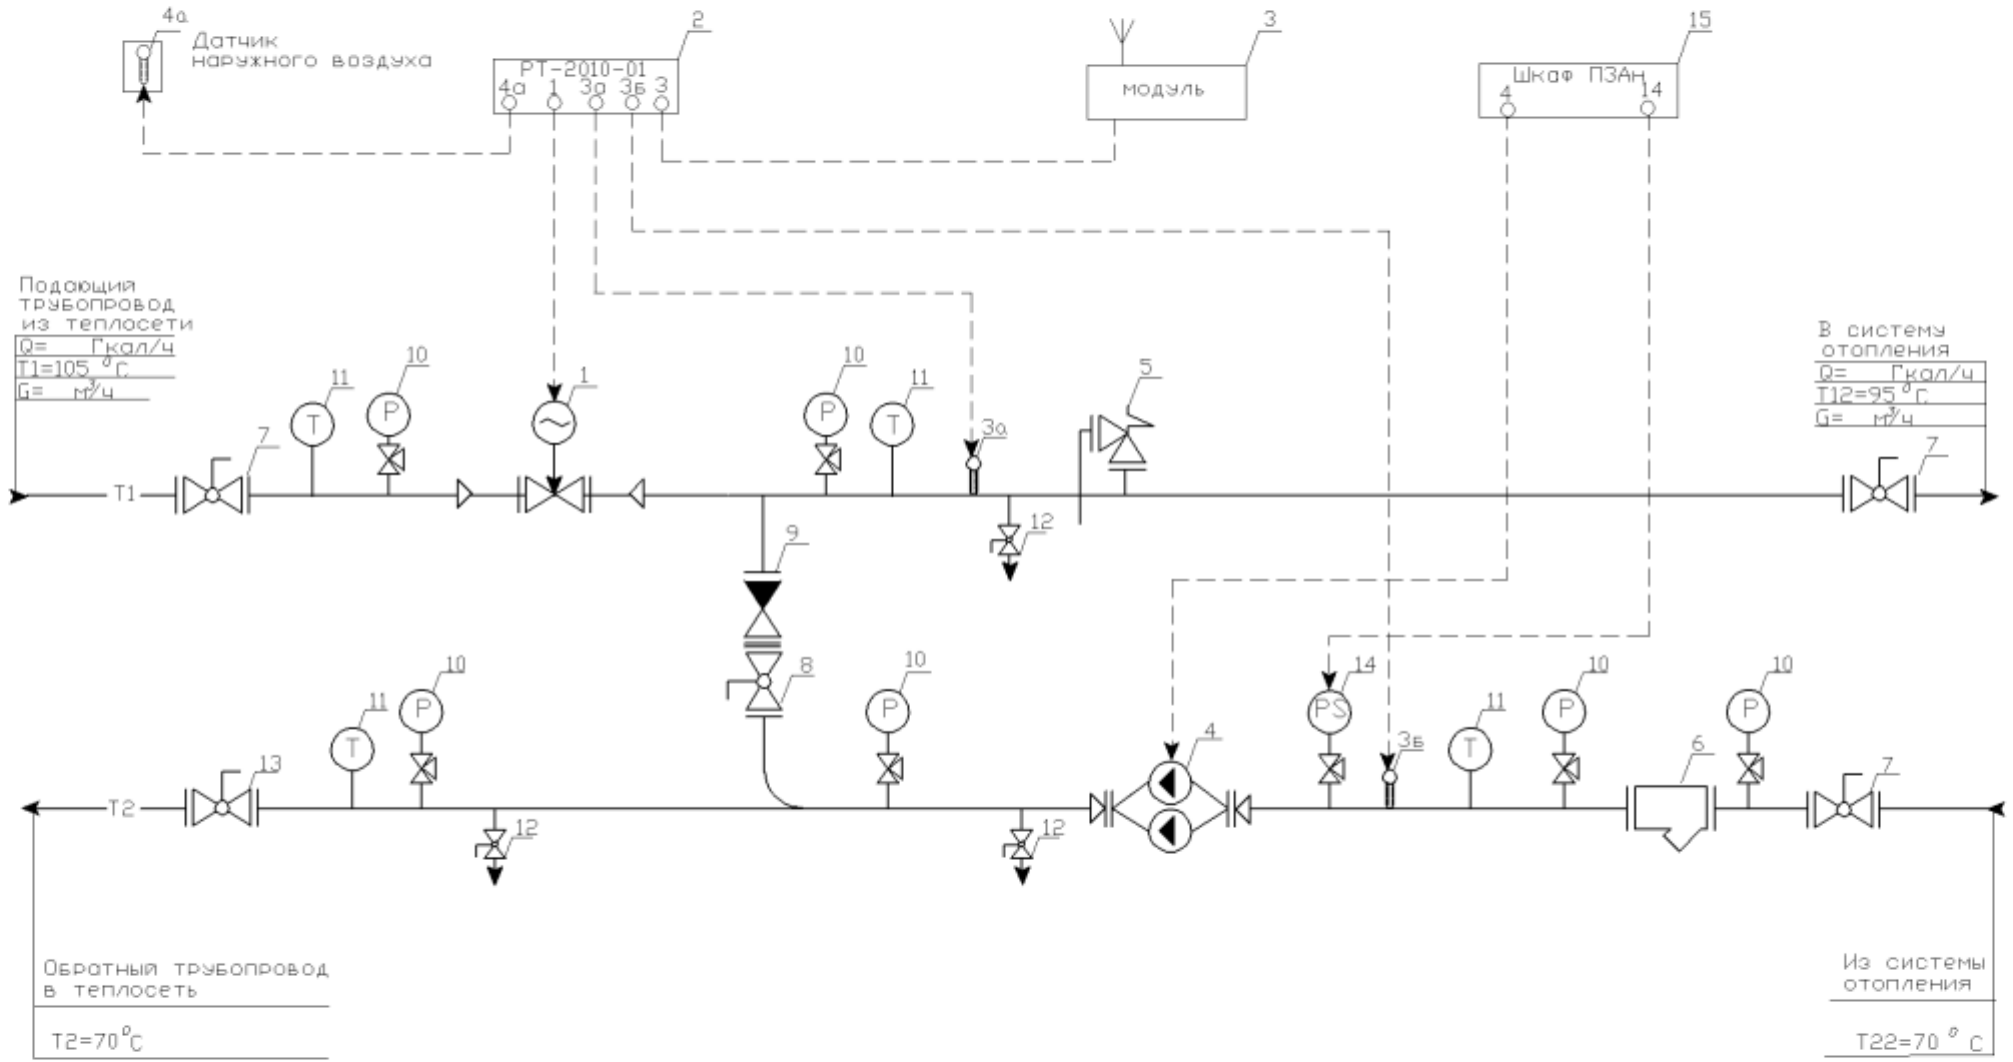 4а
Датчик
наружного воздуха
2
РТ-2010-01
4а 1 3а 3Б 3
3
МОДУЛЬ
15
Шкаф ПЗАн
4 14
Подающий
трубопровод
из теплосети
Q= Гкал/ч
Т1=105 °С
G= м³/ч
В систему
отопления
Q= Гкал/ч
Т12=95 °С
G= м³/ч
7
11
Т
10
Р
1
10
Р
11
Т
3а
5
7
Т1
12
9
8
13
11
Т
10
Р
10
Р
4
14
PS
3Б
11
Т
10
Р
6
10
Р
7
Т2
12
12
Обратный трубопровод
в теплосеть
Т2=70°С
Из системы
отопления
Т22=70 ° С